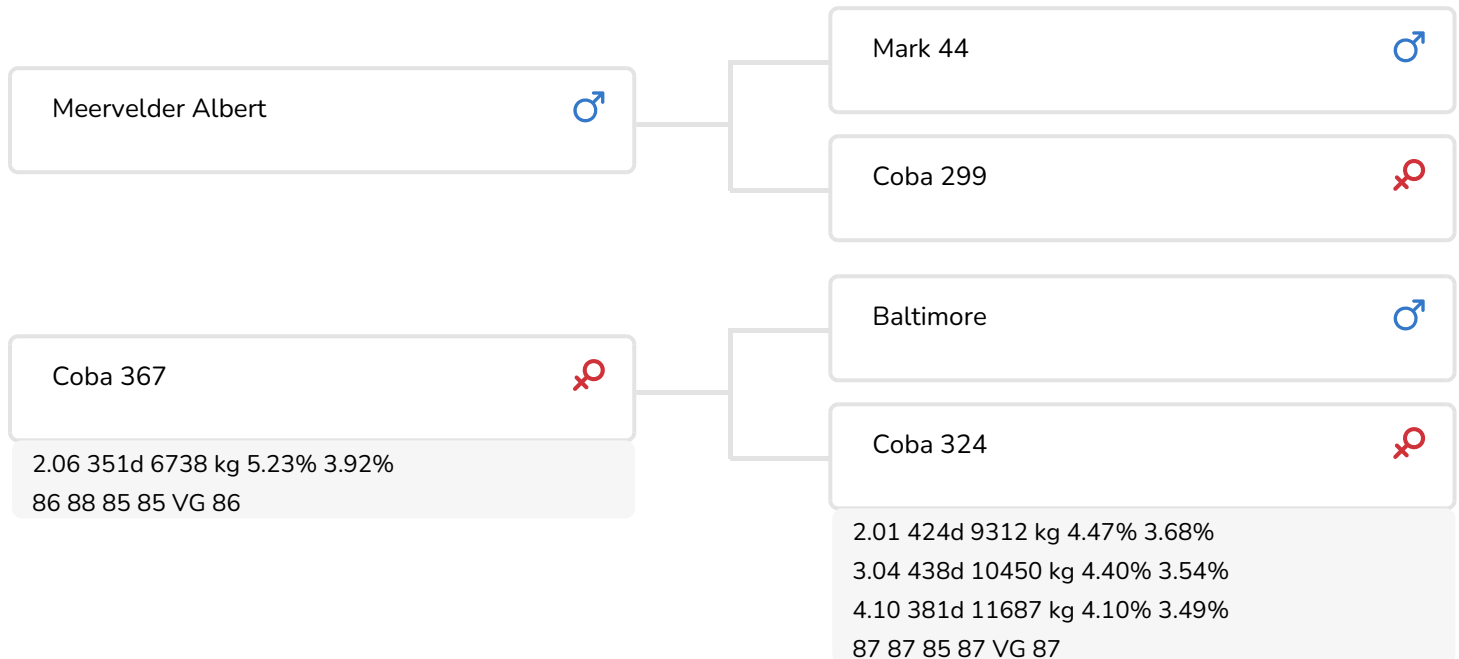 Meervelder Albert
Mark 44
Coba 299
Coba 367
2.06 351d 6738 kg 5.23% 3.92%
86 88 85 85 VG 86
Baltimore
Coba 324
2.01 424d 9312 kg 4.47% 3.68%
3.04 438d 10450 kg 4.40% 3.54%
4.10 381d 11687 kg 4.10% 3.49%
87 87 85 87 VG 87